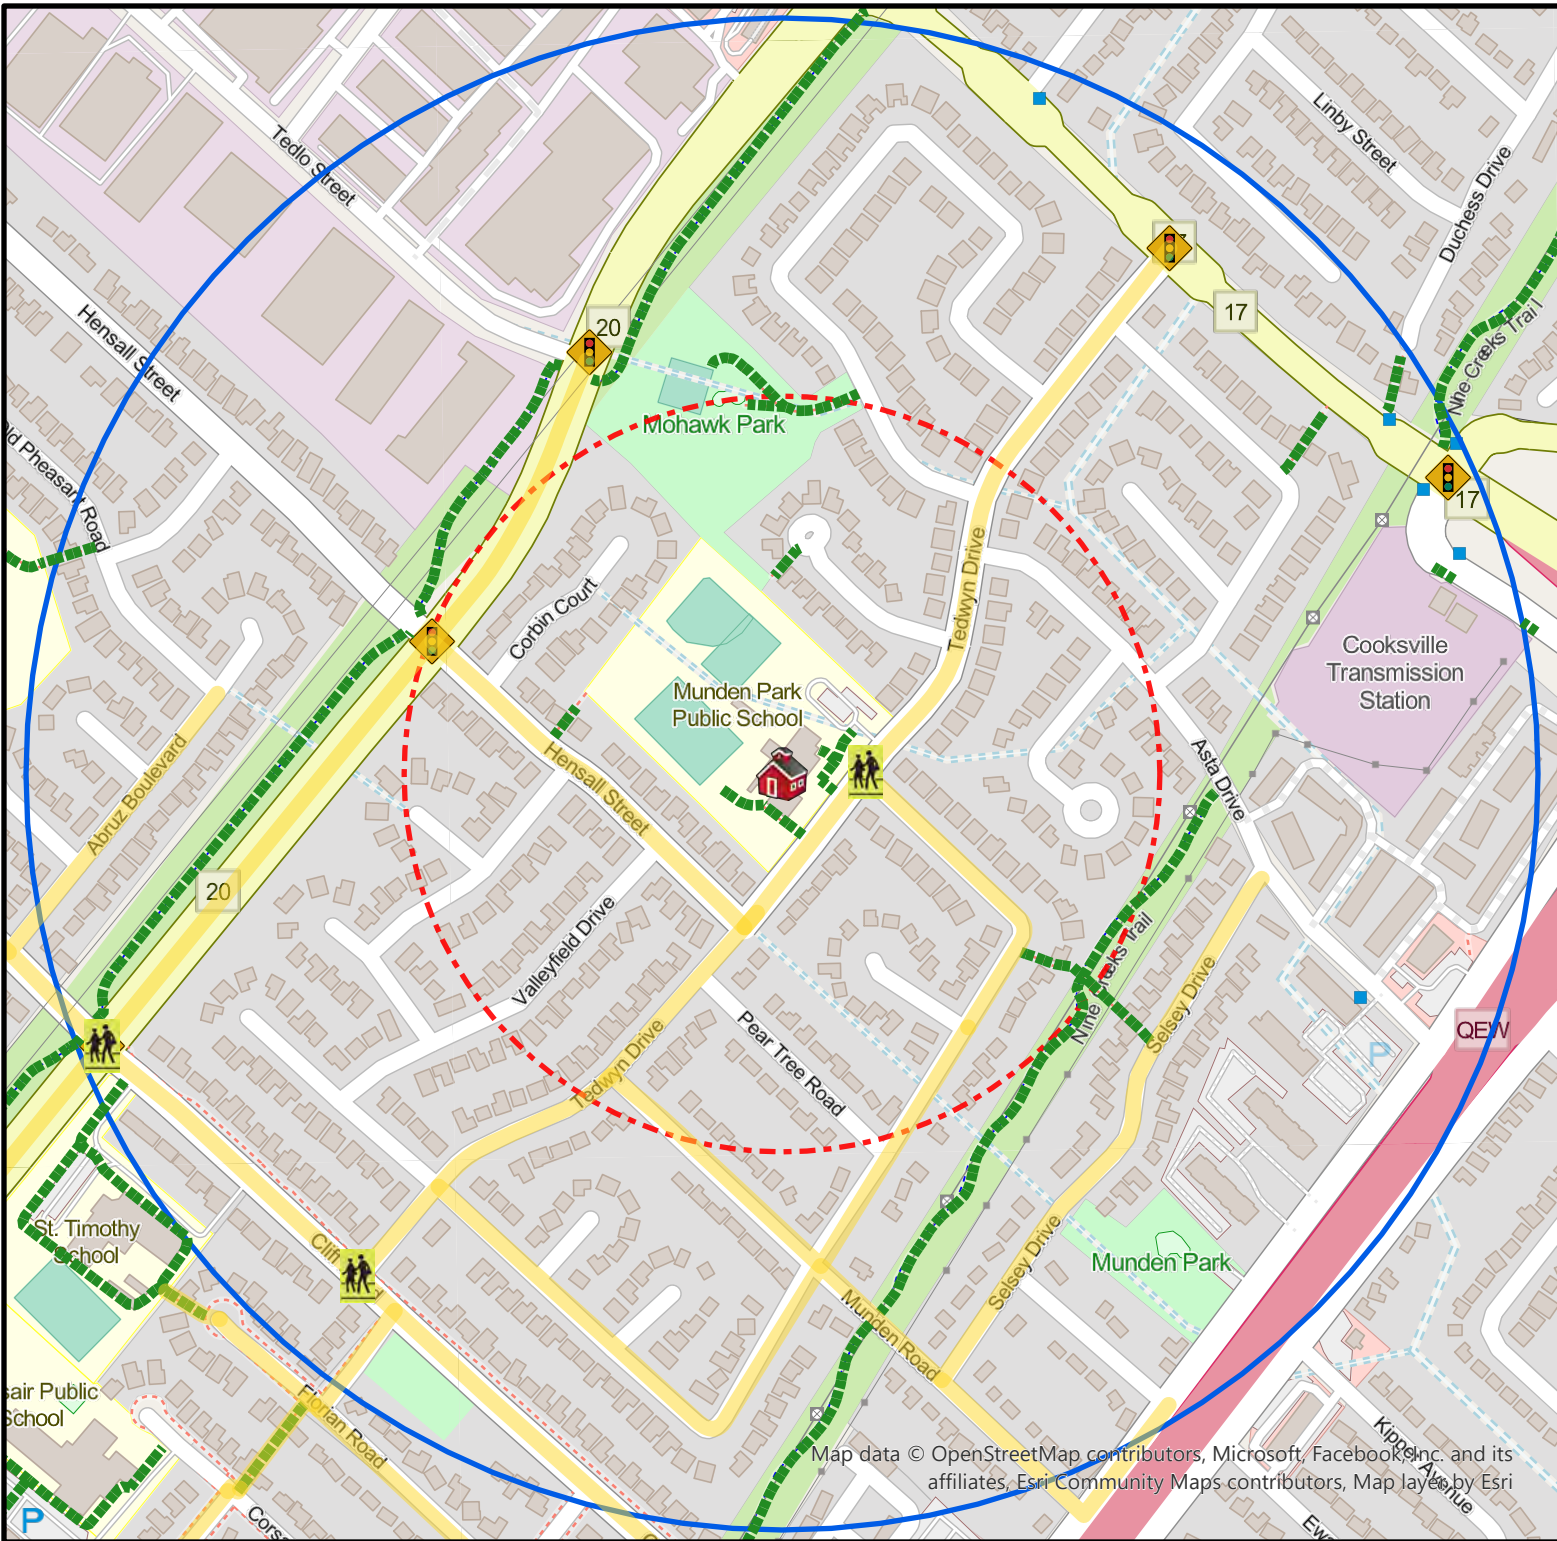 Linby Street
Tedlo Street
Duchess Drive
17
20
Hensall Street
Nine Creeks Trail
Mohawk Park
Old Pheasant Road
17
Tedwyn Drive
Corbin Court
Cooksville
Transmission
Station
Munden Park
Public School
Abruz Boulevard
Hensall Street
Asta Drive
20
Valleyfield Drive
Nine Creeks Trail
Selsey Drive
Pear Tree Road
QEW
P
Tedwyn Drive
St. Timothy
School
Munden Park
Selsey Drive
Munden Road
sair Public
School
Florian Road
Kippel Avenue
Map data © OpenStreetMap contributors, Microsoft, Facebook, Inc. and its
affiliates, Esri Community Maps contributors, Map layer by Esri
P